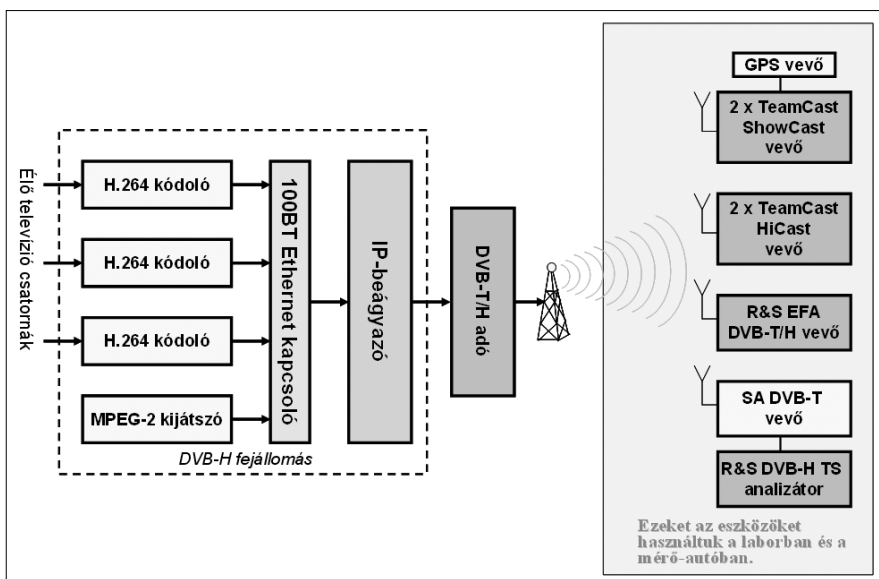 Élő televízió csatornák
H.264 kódoló
H.264 kódoló
H.264 kódoló
MPEG-2 kijátszó
100BT Ethernet kapcsoló
IP-beágyazó
DVB-H fejállomás
DVB-T/H adó
GPS vevő
2 x TeamCast
ShowCast
vevő
2 x TeamCast
HiCast
vevő
R&S EFA
DVB-T/H vevő
SA DVB-T
vevő
R&S DVB-H TS
analizátor
Ezeket az eszközöket
használtuk a laborban és a
mérő-autóban.